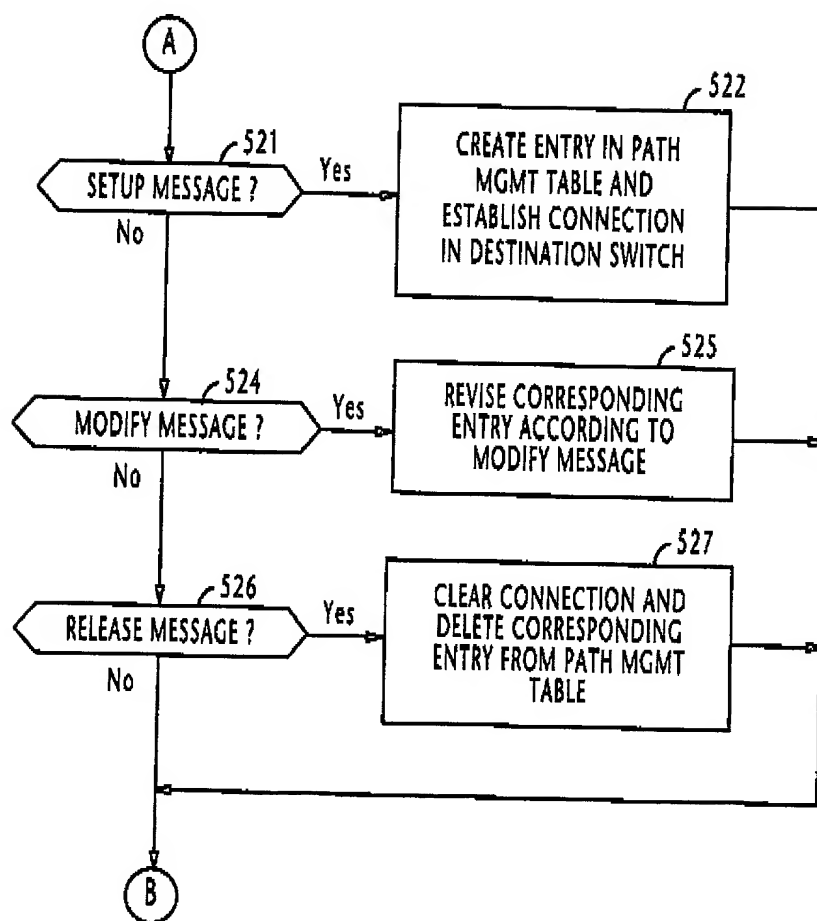 A
521
SETUP MESSAGE ?
Yes
No
522
CREATE ENTRY IN PATH
MGMT TABLE AND
ESTABLISH CONNECTION
IN DESTINATION SWITCH
524
MODIFY MESSAGE ?
Yes
No
525
REVISE CORRESPONDING
ENTRY ACCORDING TO
MODIFY MESSAGE
526
RELEASE MESSAGE ?
Yes
No
527
CLEAR CONNECTION AND
DELETE CORRESPONDING
ENTRY FROM PATH MGMT
TABLE
B